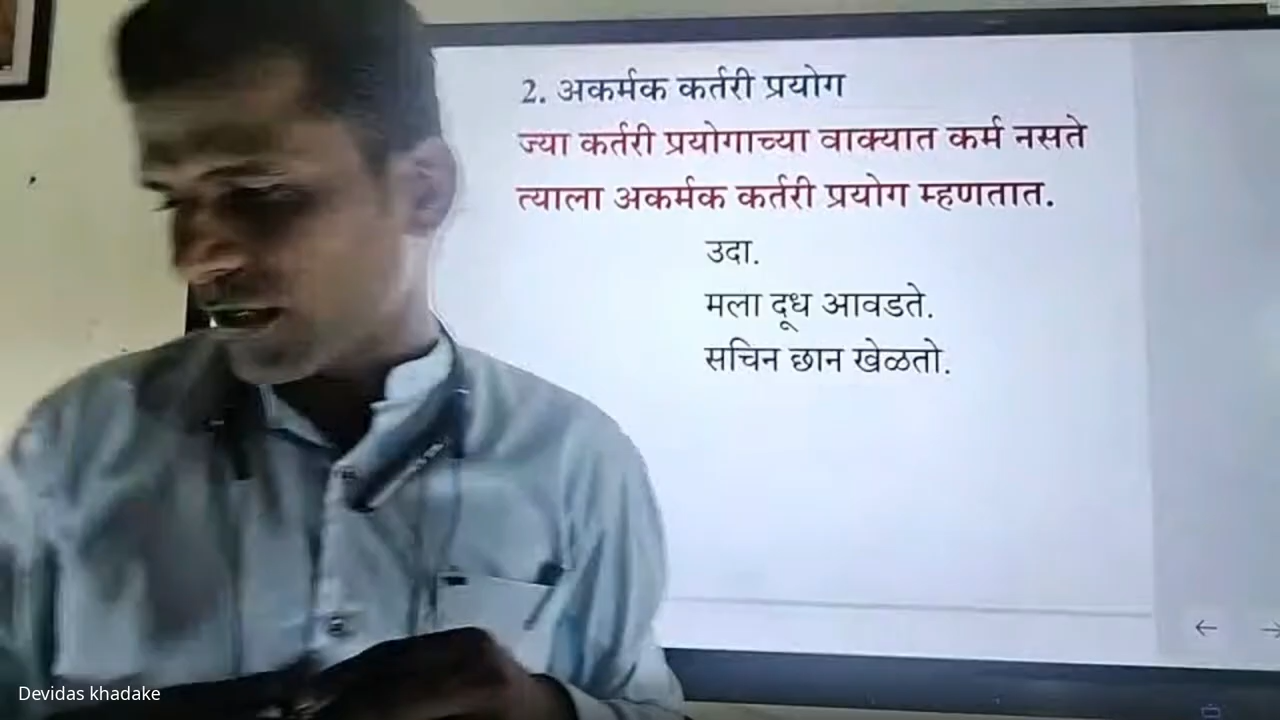 2. अकर्मक कर्तरी प्रयोग
ज्या कर्तरी प्रयोगाच्या वाक्यात कर्म नसते
त्याला अकर्मक कर्तरी प्रयोग म्हणतात.
उदा.
मला दूध आवडते.
सचिन छान खेळतो.
Devidas khadake